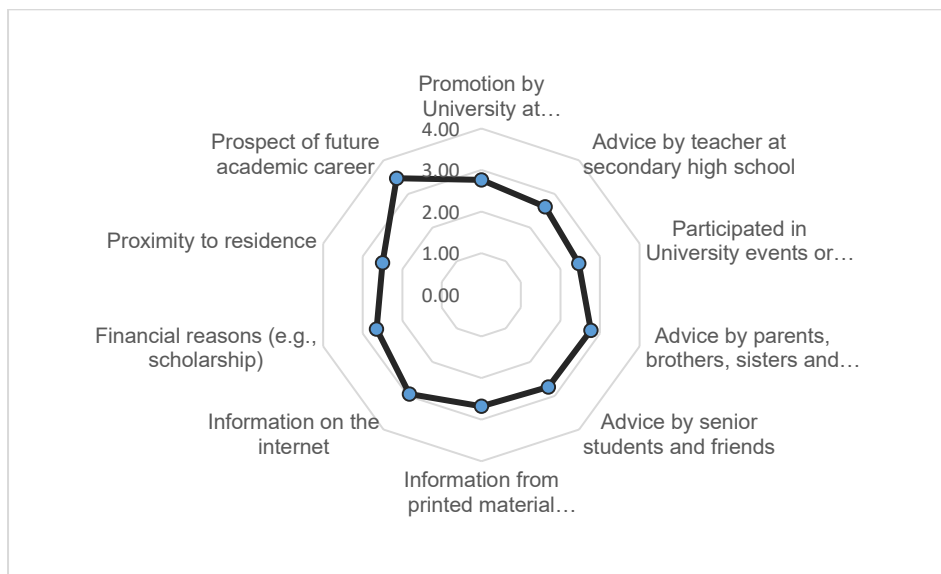 Promotion by
University at…
4.00
3.00
2.00
1.00
0.00
Advice by teacher at
secondary high school
Participated in
University events or…
Advice by parents,
brothers, sisters and…
Advice by senior
students and friends
Information from
printed material…
Information on the
internet
Financial reasons (e.g.,
scholarship)
Proximity to residence
Prospect of future
academic career